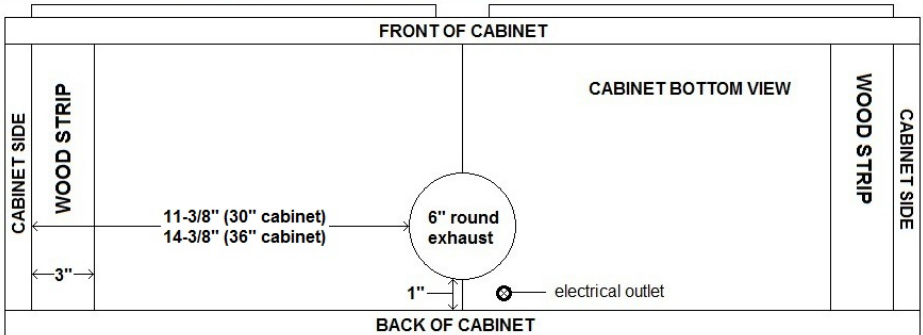 FRONT OF CABINET
CABINET SIDE
WOOD STRIP
CABINET BOTTOM VIEW
WOOD STRIP
CABINET SIDE
11-3/8" (30" cabinet)
14-3/8" (36" cabinet)
6" round
exhaust
3"
1"
electrical outlet
BACK OF CABINET